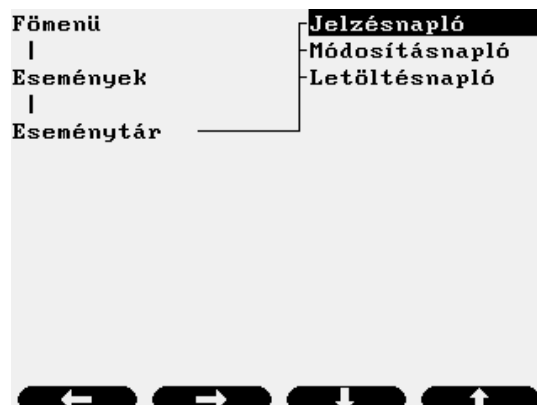 Fömenü
Események
Eseménytár
Jelzésnapló
Módosításnapló
Letöltésnapló